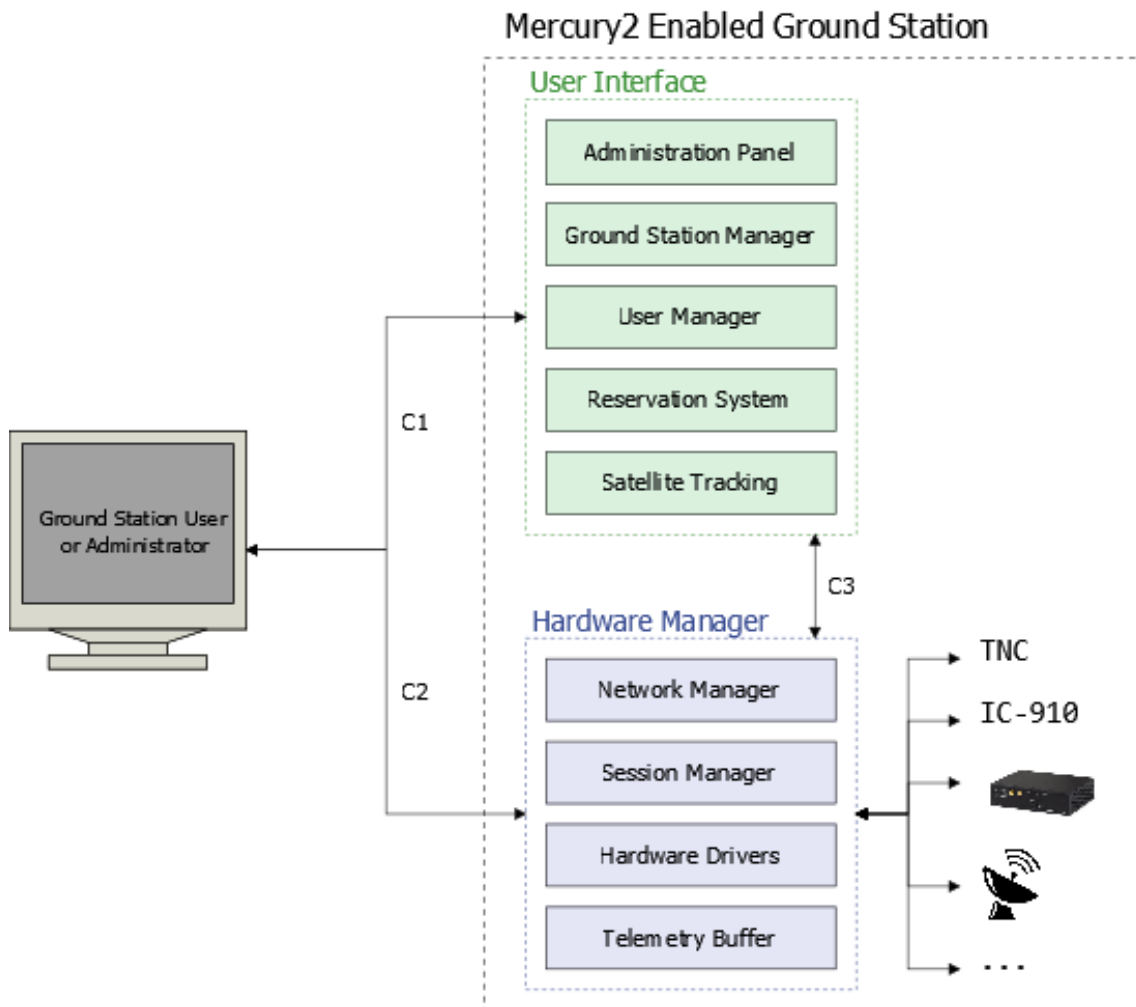 Mercury2 Enabled Ground Station
User Interface
Administration Panel
Ground Station Manager
User Manager
Reservation System
Satellite Tracking
C1
Ground Station User
or Administrator
C3
Hardware Manager
C2
Network Manager
Session Manager
Hardware Drivers
Telemetry Buffer
TNC
IC-910
...